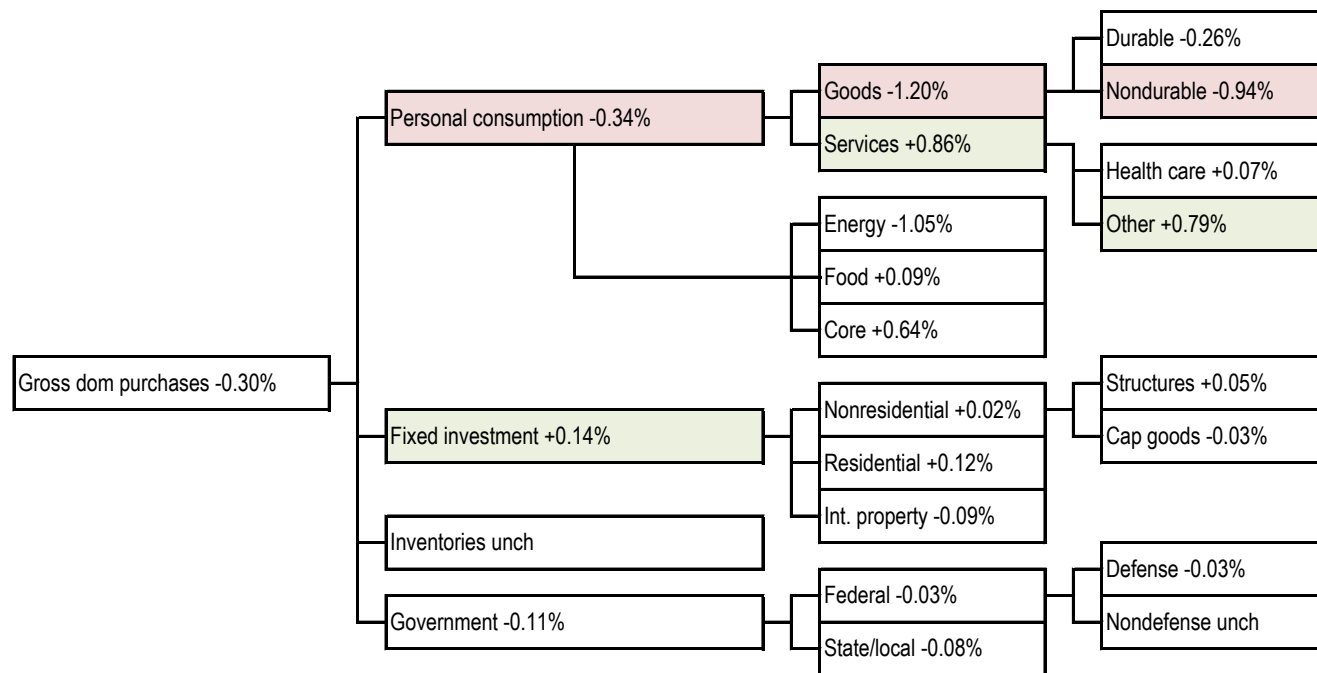 Gross dom purchases -0.30%
Personal consumption -0.34%
Goods -1.20%
Durable -0.26%
Nondurable -0.94%
Services +0.86%
Health care +0.07%
Other +0.79%
Energy -1.05%
Food +0.09%
Core +0.64%
Fixed investment +0.14%
Nonresidential +0.02%
Structures +0.05%
Cap goods -0.03%
Residential +0.12%
Int. property -0.09%
Inventories unch
Government -0.11%
Federal -0.03%
Defense -0.03%
Nondefense unch
State/local -0.08%